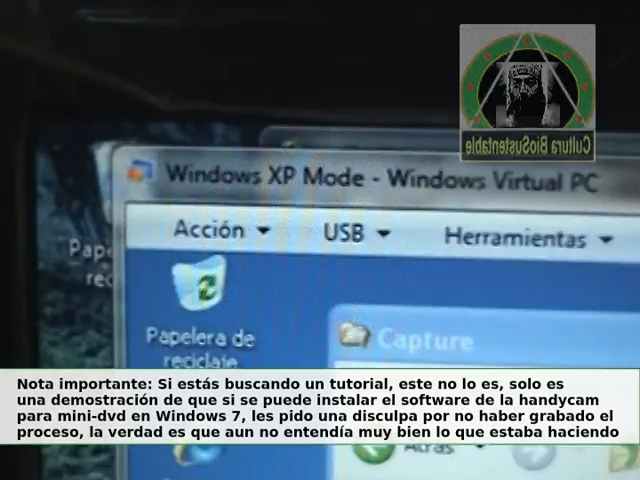 Cultura BioSustentable
Windows XP Mode - Windows Virtual PC
Acción USB Herramientas
Pap
rec
Papelera de
reciclaje
Capture
Nota importante: Si estás buscando un tutorial, este no lo es, solo es
una demostración de que si se puede instalar el software de la handycam
para mini-dvd en Windows 7, les pido una disculpa por no haber grabado el
proceso, la verdad es que aun no entendía muy bien lo que estaba haciendo
Atrás